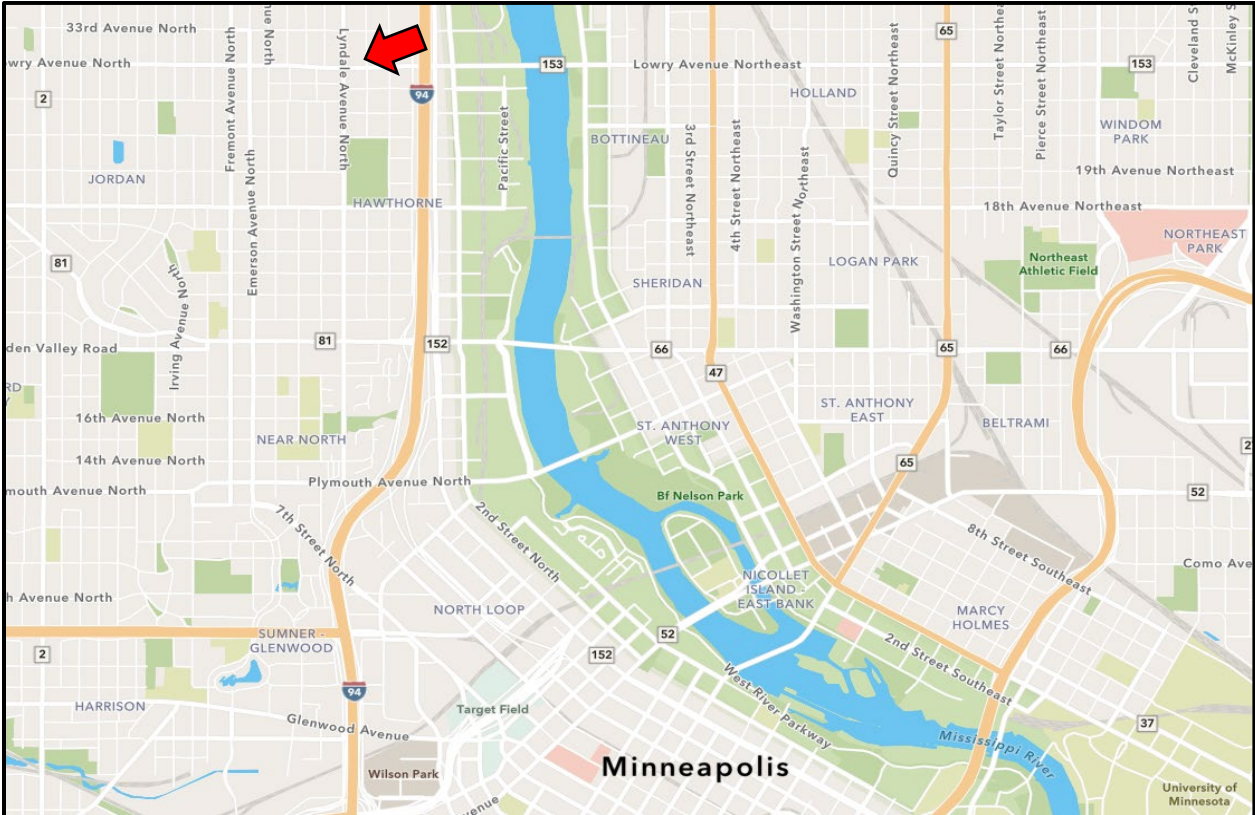 33rd Avenue North
nue North
Lyndale Avenue North
65
Taylor Street Northea
Pierce Street Northeast
Cleveland S
McKinley S
wry Avenue North
153
Lowry Avenue Northeast
153
2
Fremont Avenue North
94
HOLLAND
Quincy Street Northeast
BOTTINEAU
3rd Street Northeast
4th Street Northeast
WINDOM
PARK
Pacific Street
JORDAN
Emerson Avenue North
Washington Street Northeast
19th Avenue Northeast
HAWTHORNE
18th Avenue Northeast
NORTHEAST
PARK
81
Irving Avenue North
SHERIDAN
LOGAN PARK
Northeast
Athletic Field
81
152
66
65
66
den Valley Road
47
RD
16th Avenue North
NEAR NORTH
ST. ANTHONY
WEST
ST. ANTHONY
EAST
BELTRAMI
14th Avenue North
65
Plymouth Avenue North
mouth Avenue North
Bf Nelson Park
52
7th Street North
2nd Street North
8th Street Southeast
Como Ave
NICOLLET
ISLAND -
EAST BANK
h Avenue North
NORTH LOOP
MARCY
HOLMES
SUMNER -
GLENWOOD
52
2
152
2nd Street Southeast
94
West River Parkway
HARRISON
Glenwood Avenue
Target Field
37
Mississippi River
Minneapolis
Wilson Park
University of
Minnesota
enue